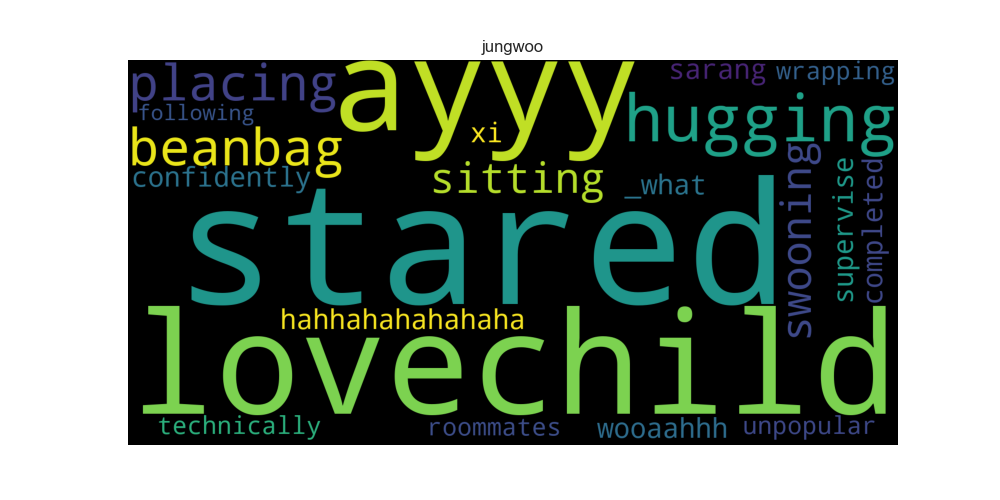 jungwoo
placing
ayyy
sarang
wrapping
following
xi
hugging
beanbag
confidently
sitting
_what
swooning
supervise
completed
stared
hahhahahahahaha
lovechild
technically
roommates
wooaahhh
unpopular